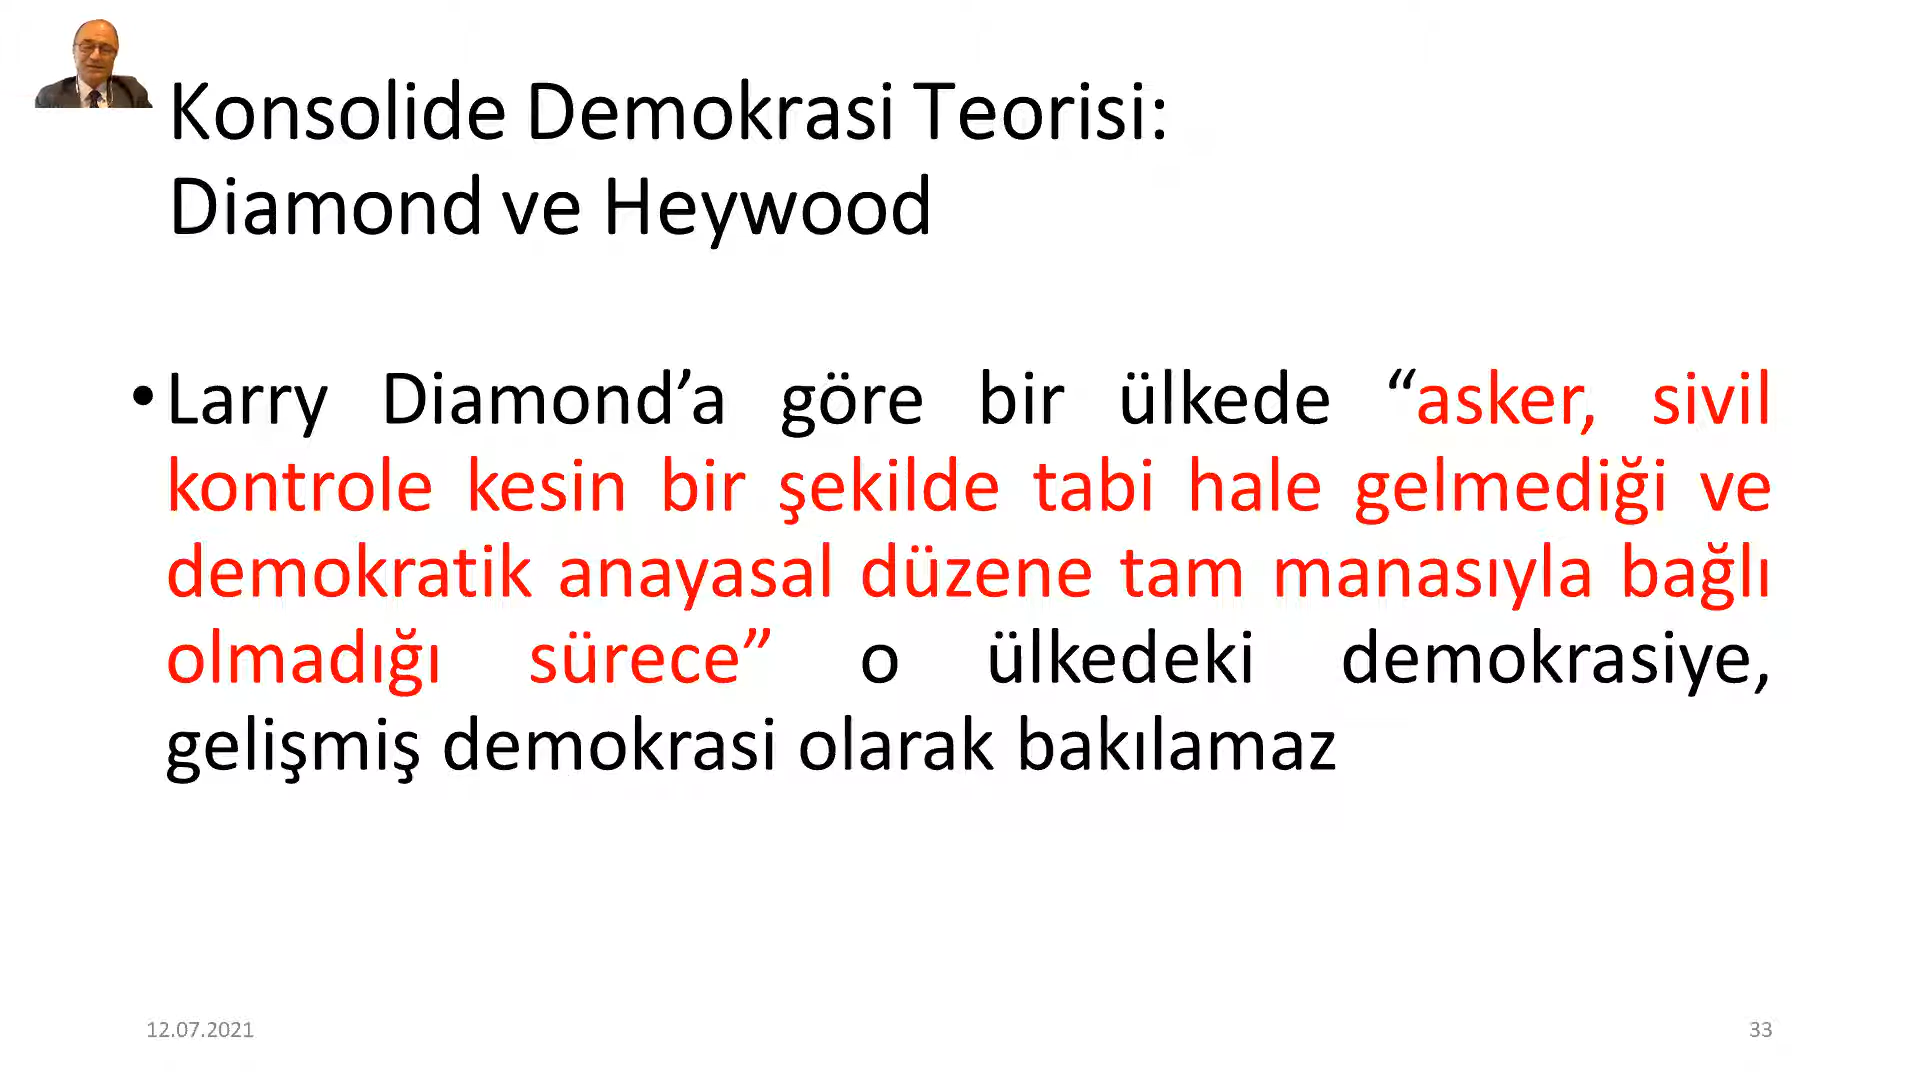 Konsolide Demokrasi Teorisi:
Diamond ve Heywood
•Larry Diamond’a göre bir ülkede “asker, sivil
kontrole kesin bir şekilde tabi hale gelmediği ve
demokratik anayasal düzene tam manasıyla bağlı
olmadığı sürece” o ülkedeki demokrasiye,
gelişmiş demokrasi olarak bakılamaz
12.07.2021
33